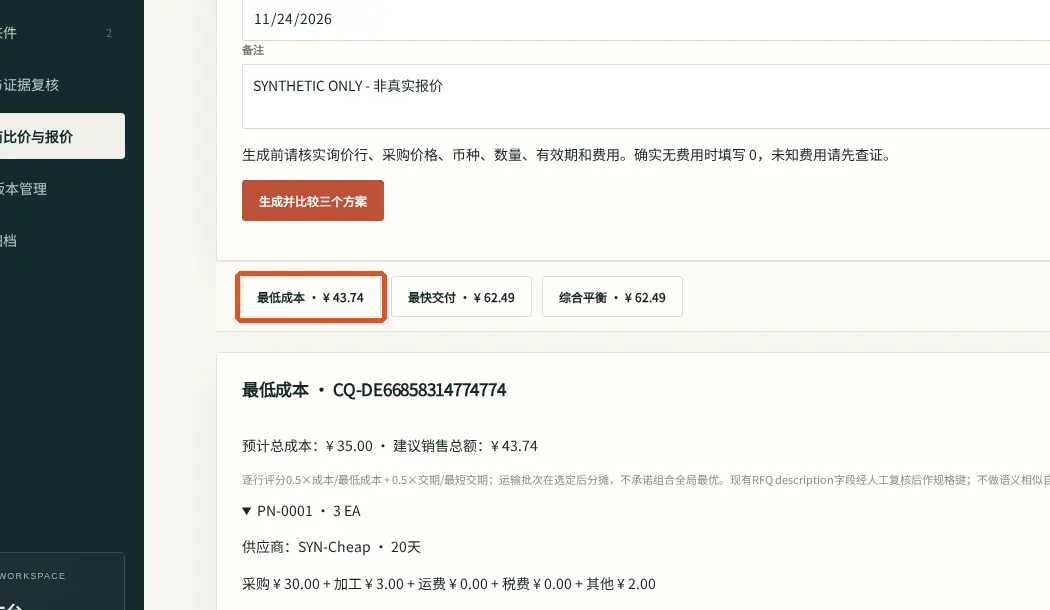 件
2
证据复核
比价与报价
本管理
档
WORKSPACE
11/24/2026
备注
SYNTHETIC ONLY - 非真实报价
生成前请核实询价行、采购价格、币种、数量、有效期和费用。确实无费用时填写 0，未知费用请先查证。
生成并比较三个方案
最低成本 · ¥ 43.74
最快交付 · ¥ 62.49
综合平衡 · ¥ 62.49
最低成本 · CQ-DE66858314774774
预计总成本：¥ 35.00 · 建议销售总额：¥ 43.74
逐行评分0.5×成本/最低成本 + 0.5×交期/最短交期；运输批次在选定后分摊，不承诺组合全局最优。现有RFQ description字段经人工复核后作规格键；不做语义相似
▼ PN-0001 · 3 EA
供应商：SYN-Cheap · 20天
采购 ¥ 30.00 + 加工 ¥ 3.00 + 运费 ¥ 0.00 + 税费 ¥ 0.00 + 其他 ¥ 2.00